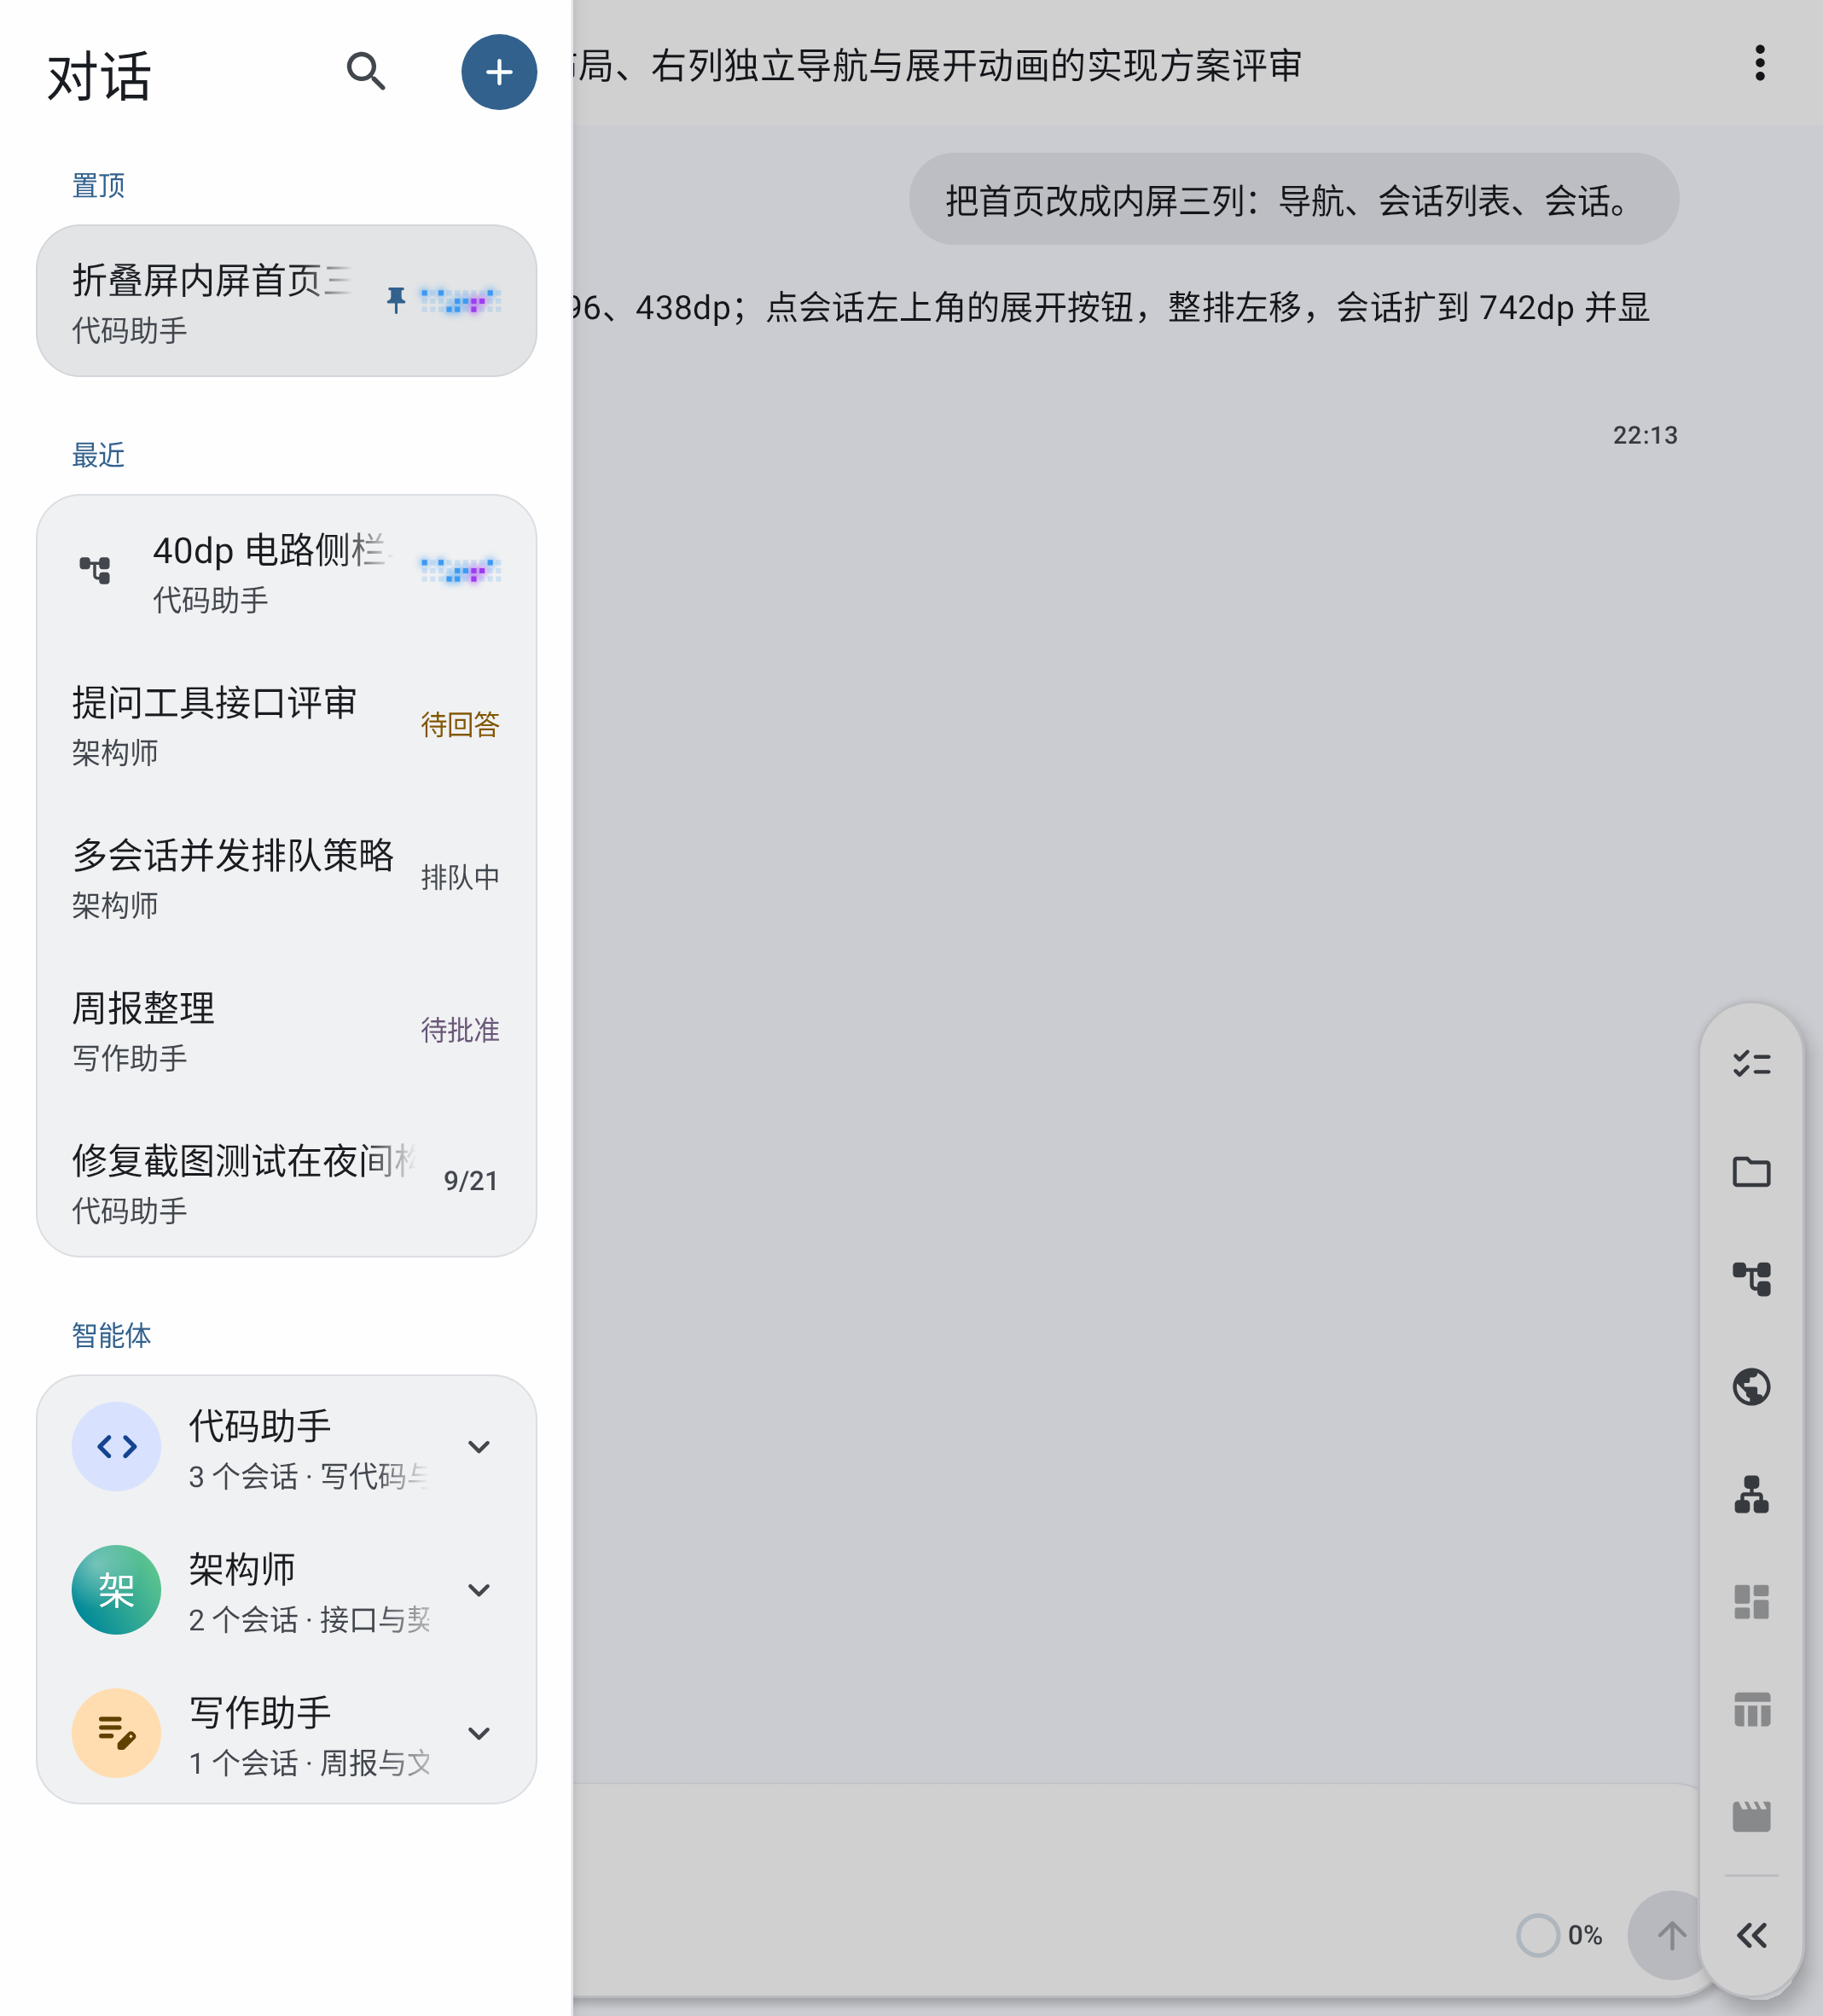 对话
局、右列独立导航与展开动画的实现方案评审
置顶
折叠屏内屏首页三
代码助手
把首页改成内屏三列：导航、会话列表、会话。
96、438dp；点会话左上角的展开按钮，整排左移，会话扩到 742dp 并显
22:13
最近
40dp 电路侧栏
代码助手
提问工具接口评审
架构师
待回答
多会话并发排队策略
架构师
排队中
周报整理
写作助手
待批准
修复截图测试在夜间
代码助手
9/21
智能体
代码助手
3 个会话 · 写代码与
架
架构师
2 个会话 · 接口与契
写作助手
1 个会话 · 周报与文
0%